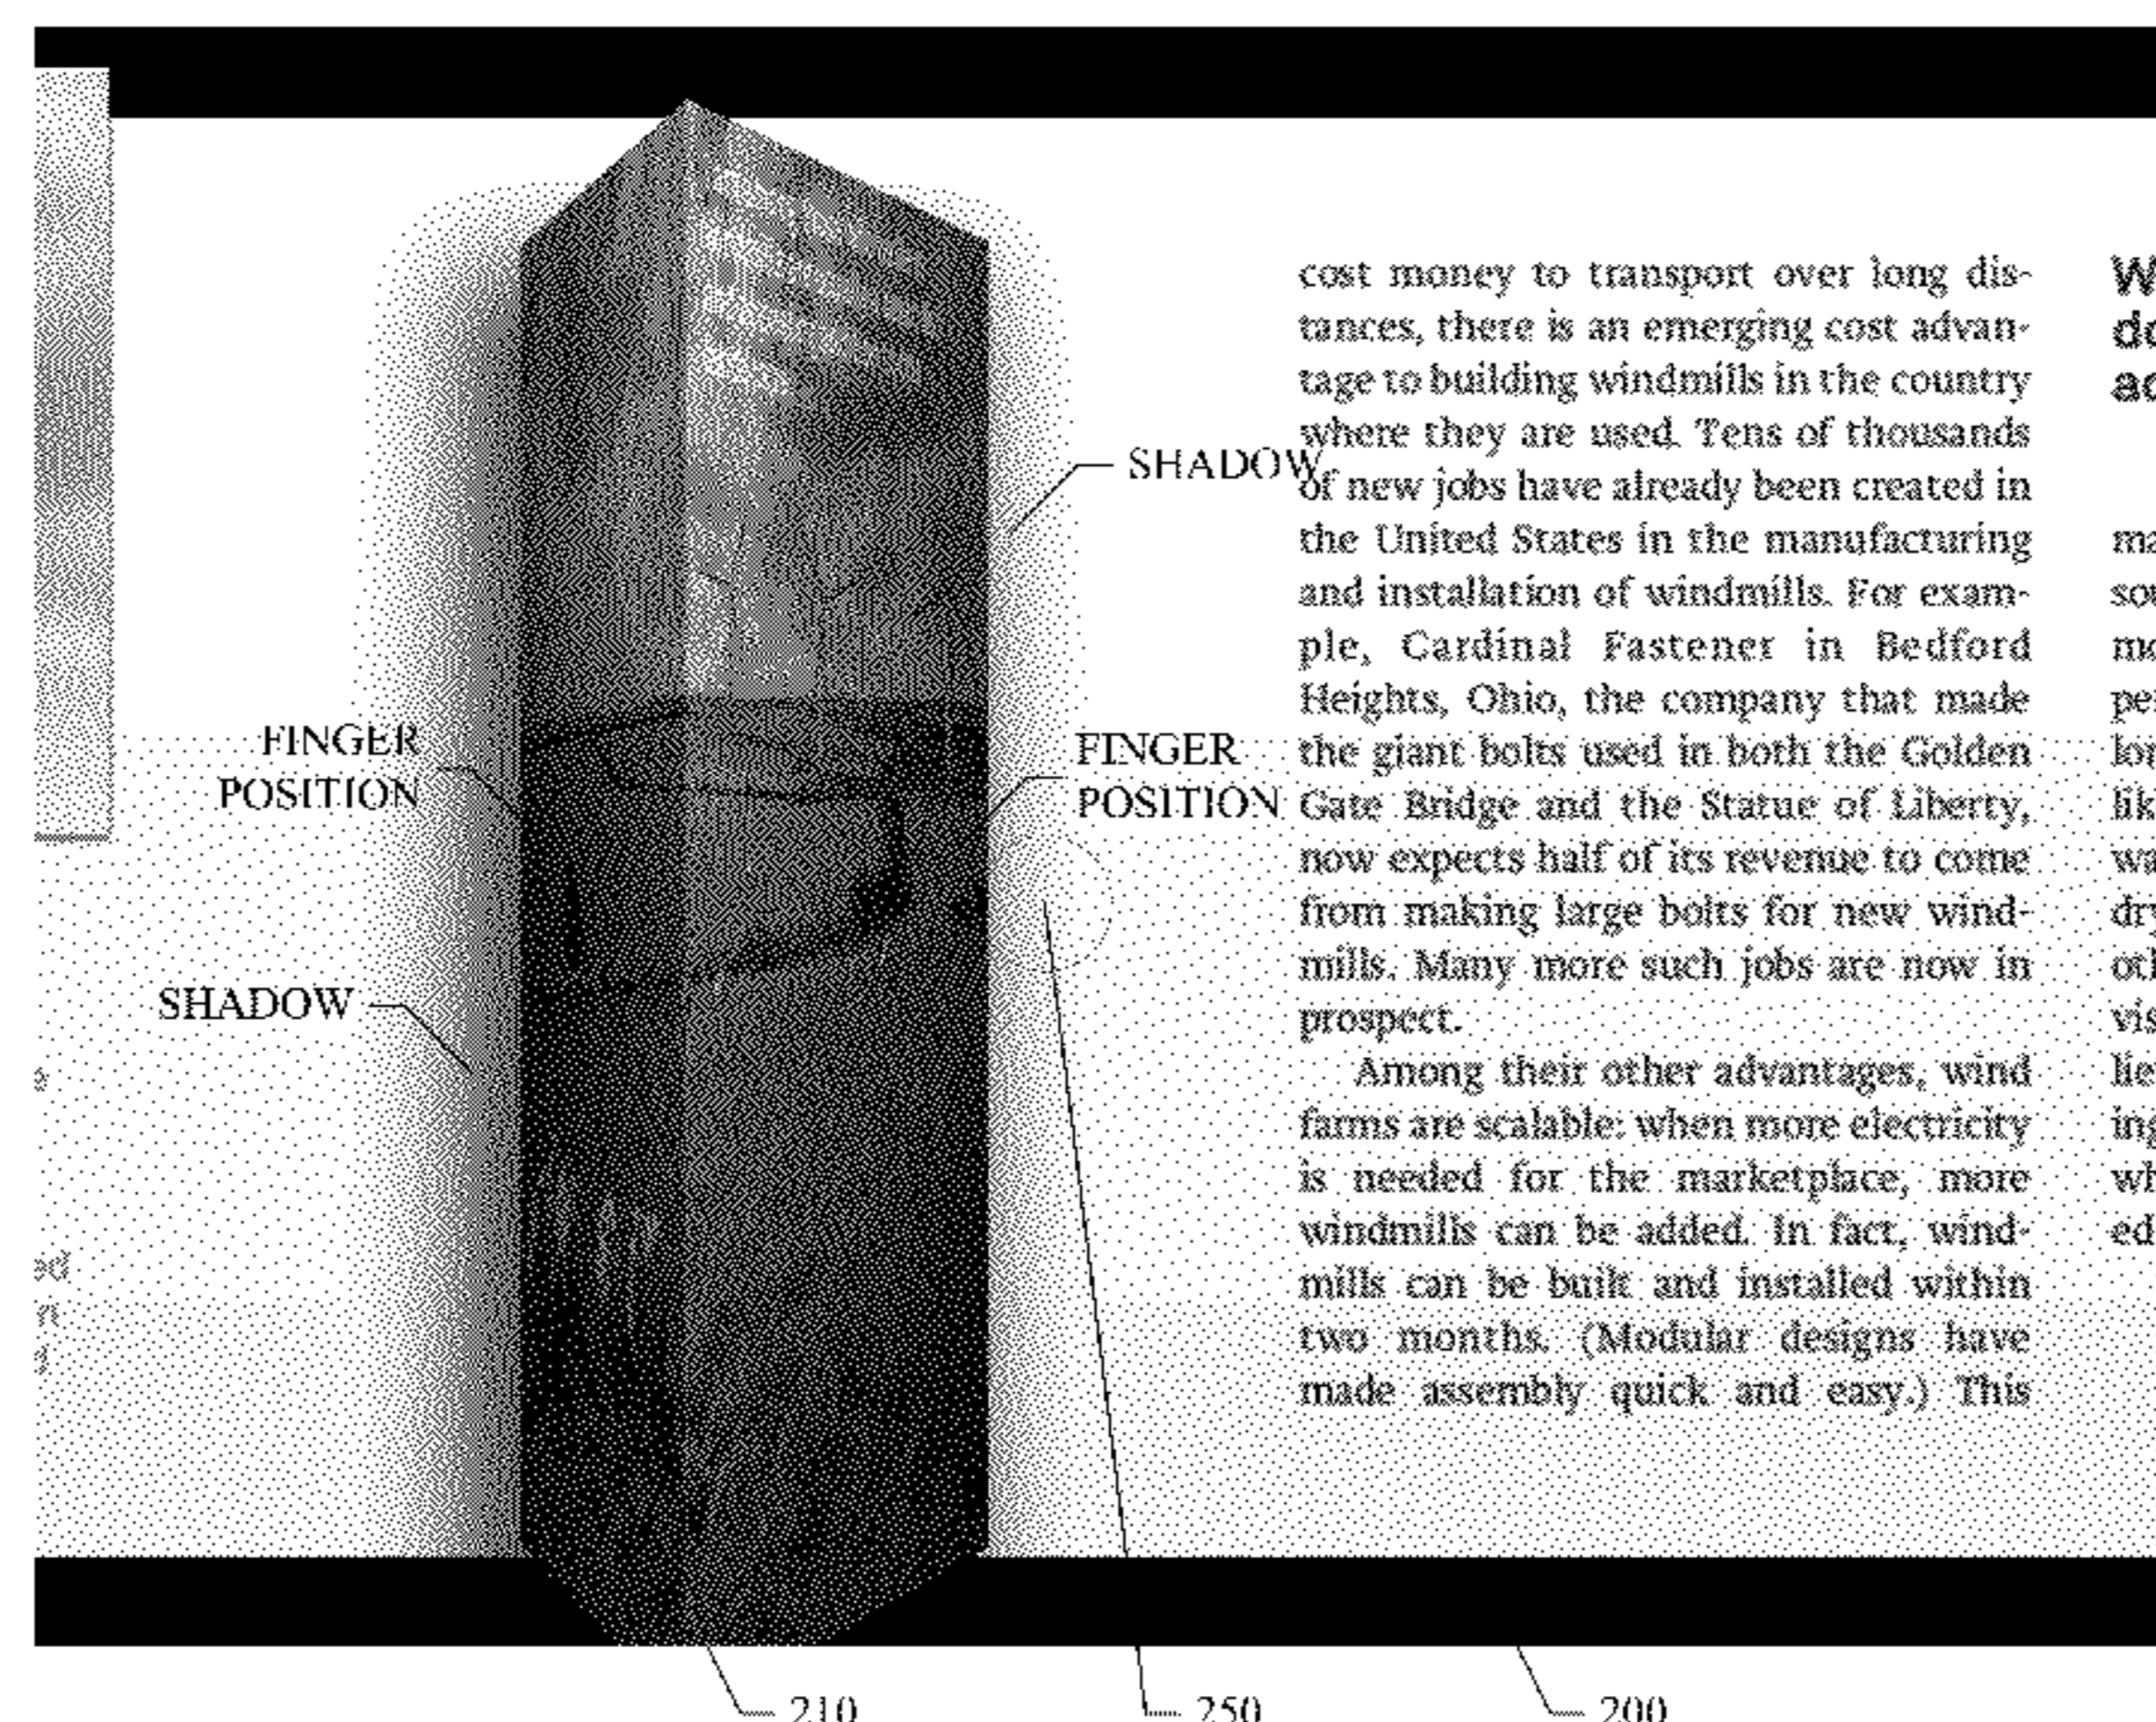 cost money to transport over long dis-
tances, there is an emerging cost advan-
tage to building windmills in the country
where they are used. Tens of thousands
of new jobs have already been created in
the United States in the manufacturing
and installation of windmills. For exam-
ple, Cardinal Fastener in Bedford
Heights, Ohio, the company that made
the giant bolts used in both the Golden
Gate Bridge and the Statue of Liberty,
now expects half of its revenue to come
from making large bolts for new wind-
mills. Many more such jobs are now in
prospect.
Among their other advantages, wind
farms are scalable: when more electricity
is needed for the marketplace, more
windmills can be added. In fact, wind-
mills can be built and installed within
two months. (Modular designs have
made assembly quick and easy.) This
SHADOW
FINGER
POSITION
FINGER
POSITION
SHADOW
210
250
200